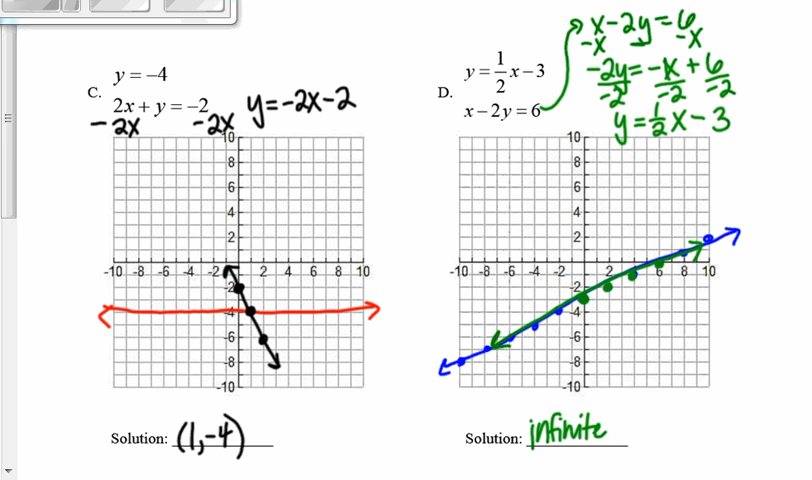 C.
y = −4
2x + y = −2
−2x −2x
y = -2x - 2
10
8
6
4
2
-10 -8 -6 -4 -2 2 4 6 8 10
-2
-4
-6
-8
-10
Solution: (1, -4)
D.
y = 1/2 x − 3
x − 2y = 6
x - 2y = 6
-x -x
-2y = -x + 6
-2 -2 -2
y = 1/2 x - 3
10
8
6
4
2
-10 -8 -6 -4 -2 2 4 6 8 10
-2
-4
-6
-8
-10
Solution: infinite